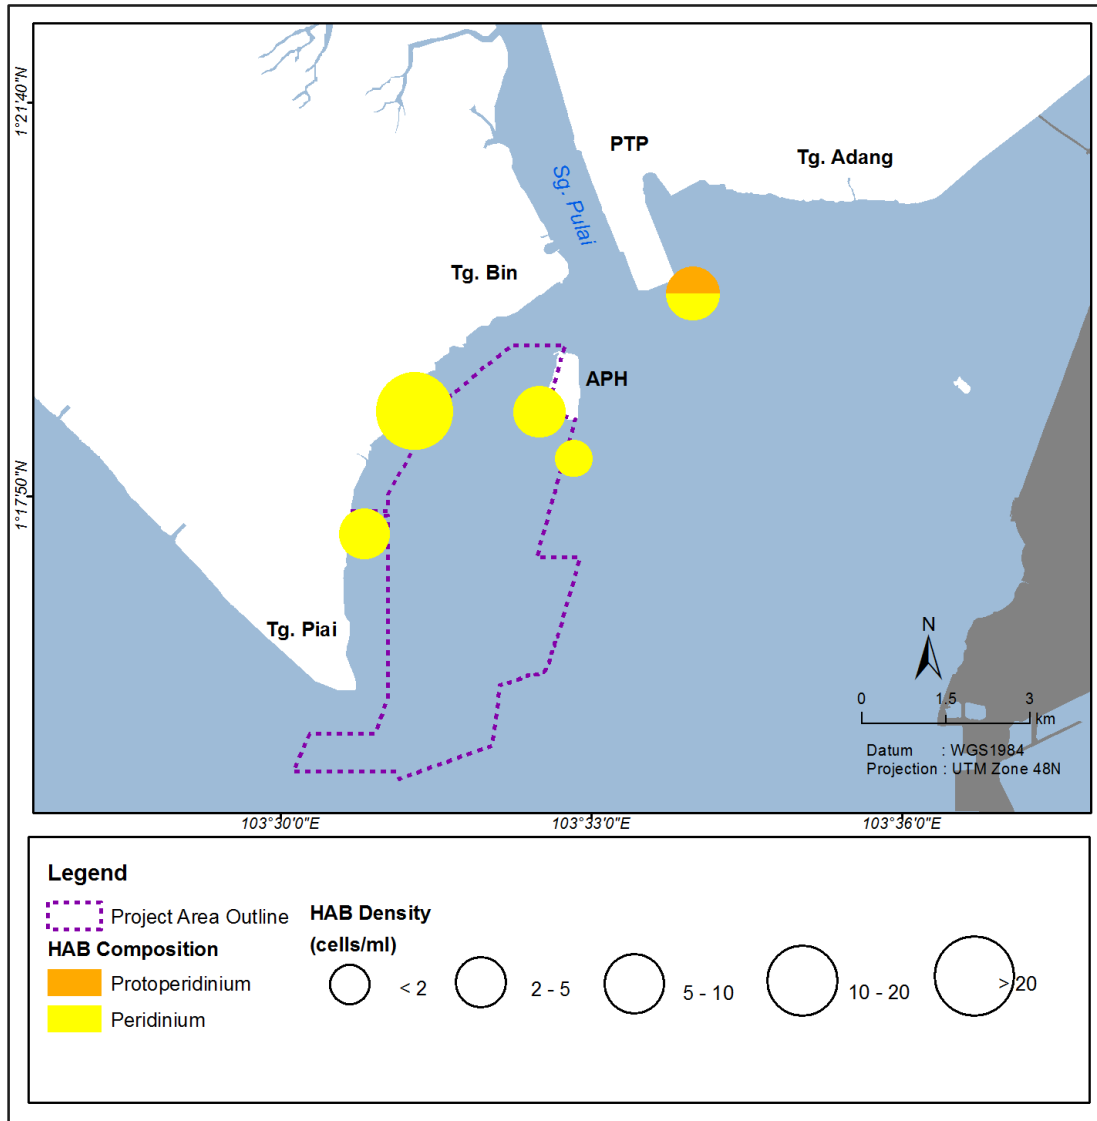 1°21'40"N
PTP
Tg. Adang
Sg. Pulai
Tg. Bin
APH
1°17'50"N
Tg. Piai
N
0 1.5 3
km
Datum : WGS1984
Projection : UTM Zone 48N
103°30'0"E 103°33'0"E 103°36'0"E
Legend
Project Area Outline
HAB Composition
Protoperidinium
Peridinium
HAB Density
(cells/ml)
< 2 2 - 5 5 - 10 10 - 20 > 20